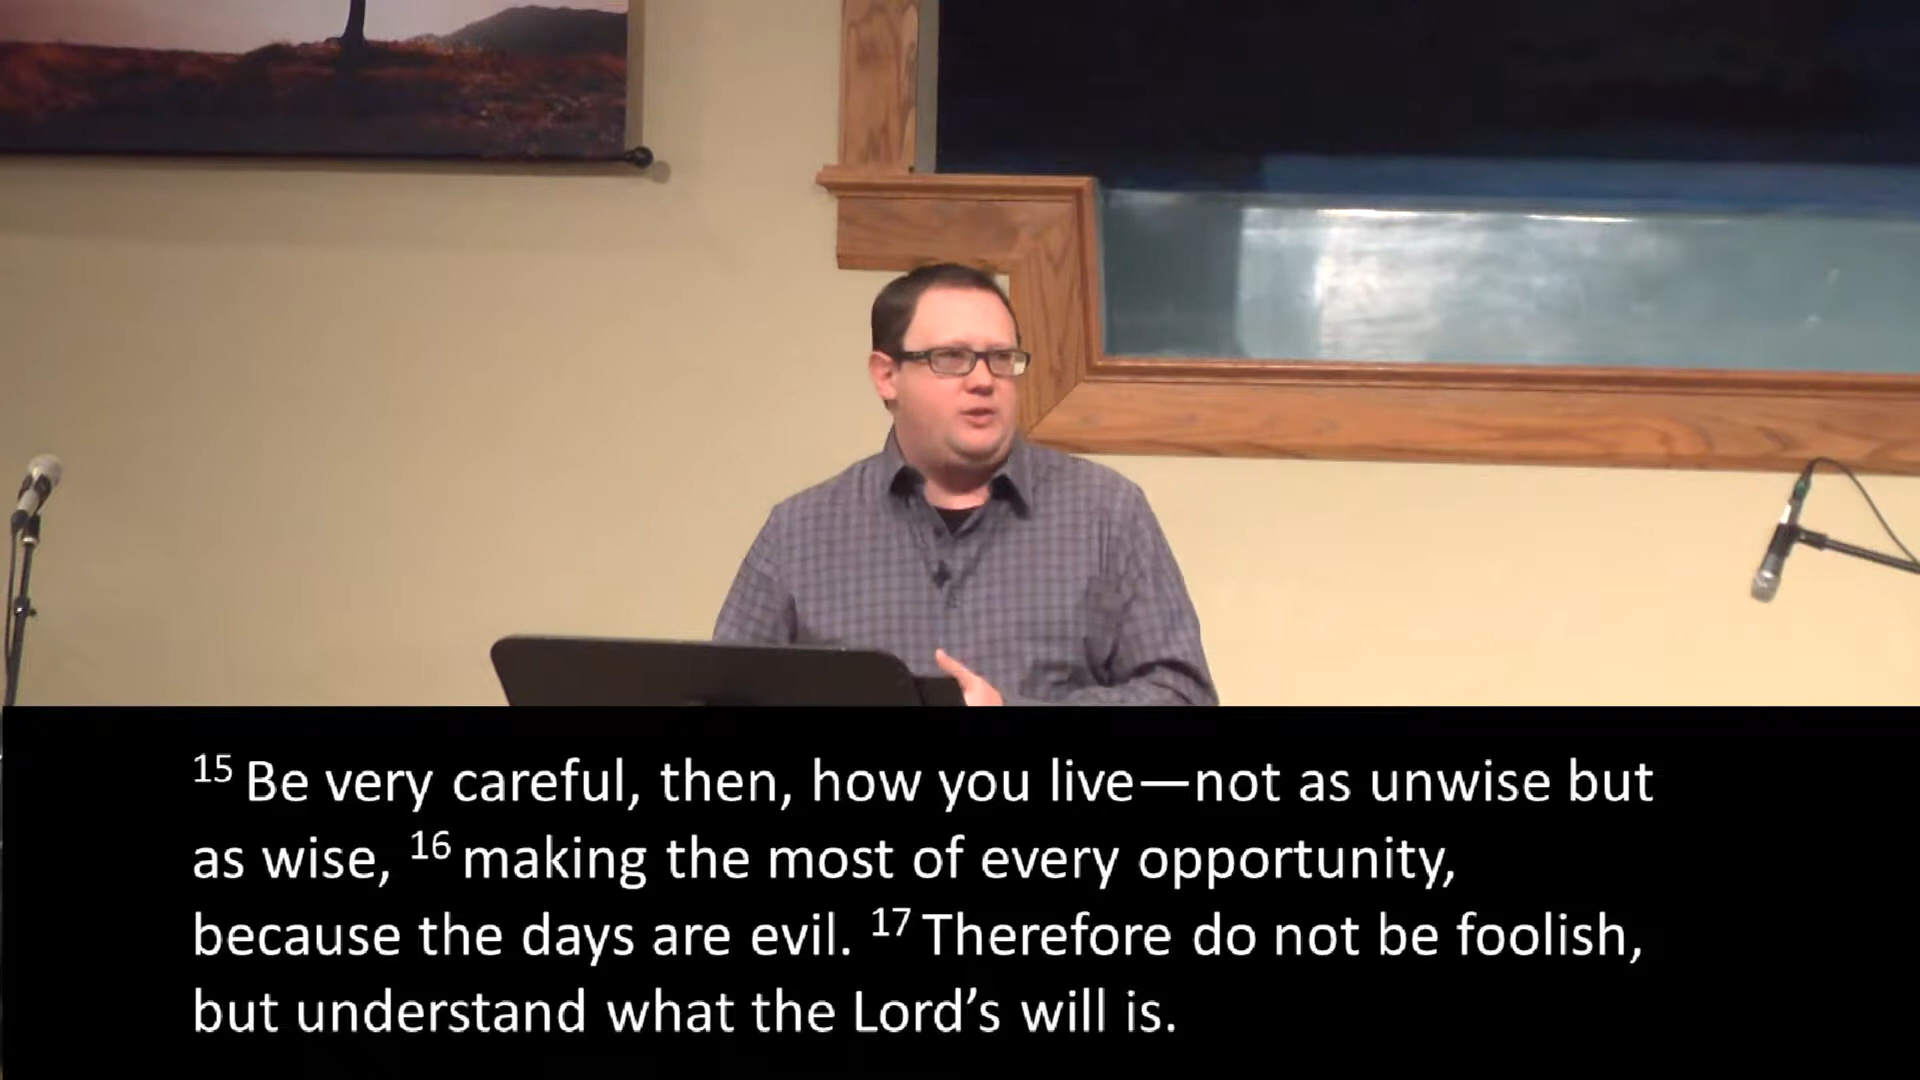 15 Be very careful, then, how you live—not as unwise but
as wise, 16 making the most of every opportunity,
because the days are evil. 17 Therefore do not be foolish,
but understand what the Lord’s will is.